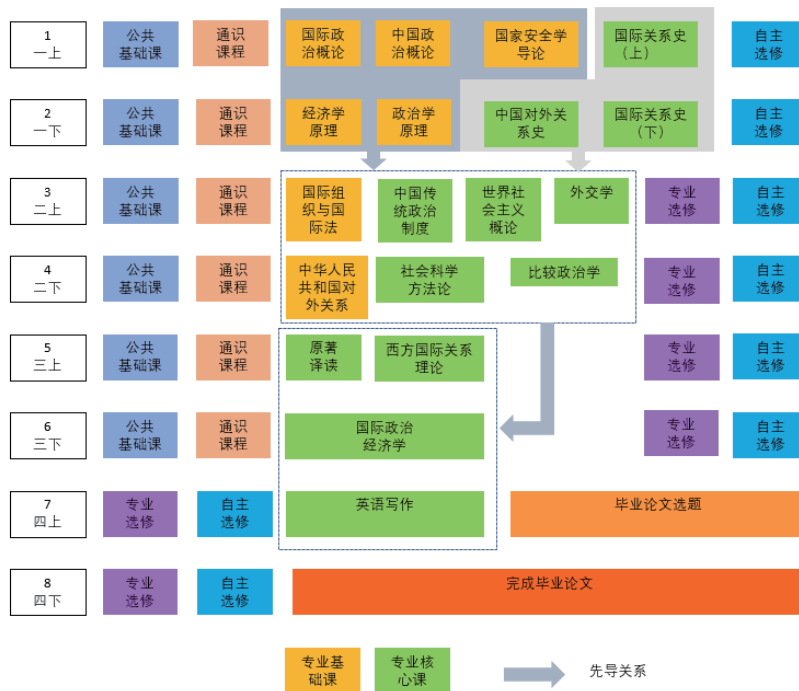 1
一上
公共
基础课
通识
课程
国际政
治概论
中国政
治概论
国家安全学
导论
国际关系史
（上）
自主
选修
2
一下
公共
基础课
通识
课程
经济学
原理
政治学
原理
中国对外关
系史
国际关系史
（下）
自主
选修
3
二上
公共
基础课
通识
课程
国际组
织与国
际法
中国传
统政治
制度
世界社
会主义
概论
外交学
专业
选修
自主
选修
4
二下
公共
基础课
通识
课程
中华人民
共和国对
外关系
社会科学
方法论
比较政治学
专业
选修
自主
选修
5
三上
公共
基础课
通识
课程
原著
译读
西方国际关系
理论
专业
选修
自主
选修
6
三下
公共
基础课
通识
课程
国际政治
经济学
专业
选修
自主
选修
7
四上
专业
选修
自主
选修
英语写作
毕业论文选题
8
四下
专业
选修
自主
选修
完成毕业论文
专业基
础课
专业核
心课
先导关系